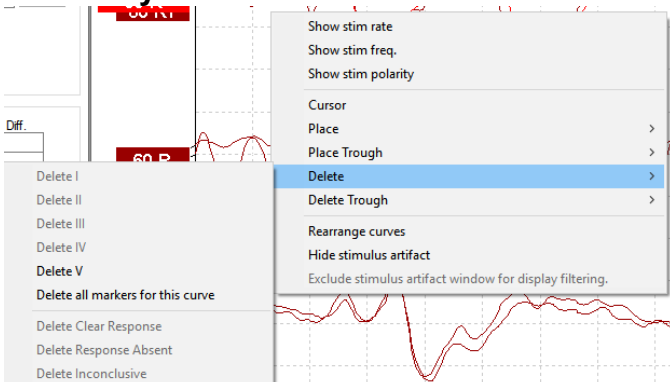 Show stim rate
Show stim freq.
Show stim polarity
Cursor
Place
Place Trough
Delete
Delete Trough
Rearrange curves
Hide stimulus artifact
Exclude stimulus artifact window for display filtering.
Diff.
60 R
Delete I
Delete II
Delete III
Delete IV
Delete V
Delete all markers for this curve
Delete Clear Response
Delete Response Absent
Delete Inconclusive